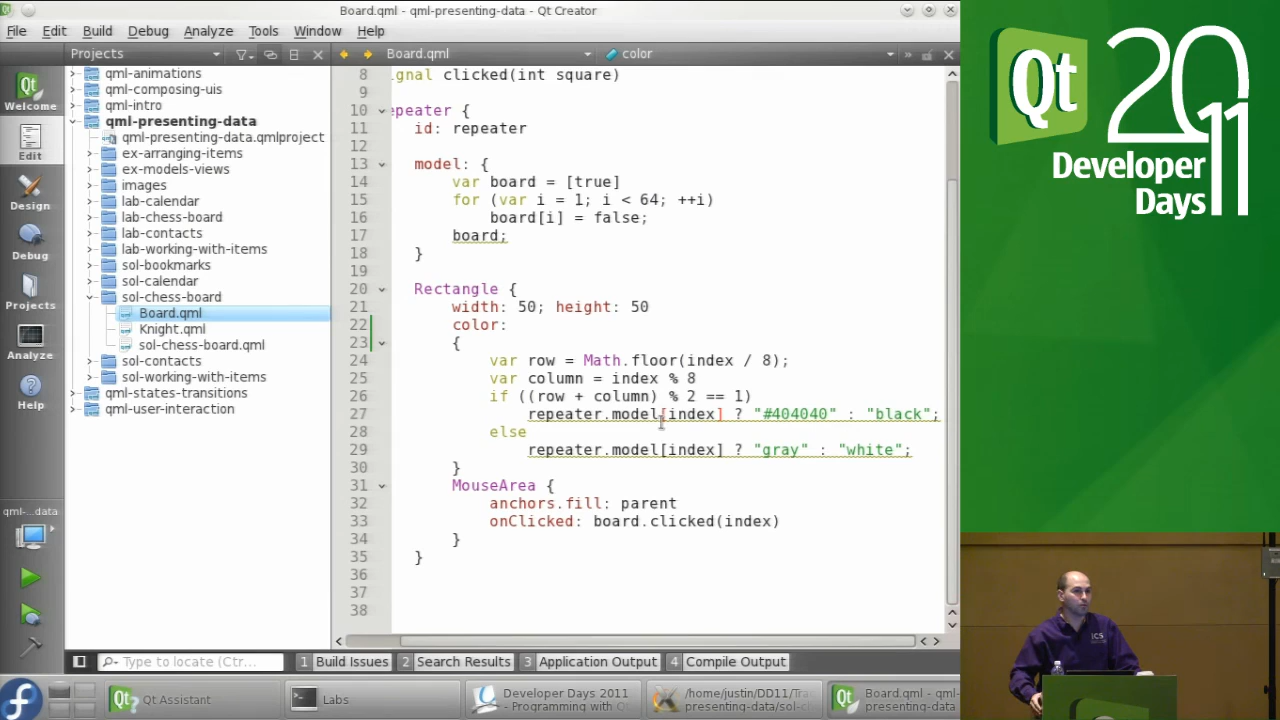 Board.qml - qml-presenting-data - Qt Creator
File Edit Build Debug Analyze Tools Window Help
Projects
Board.qml
color
Welcome
Edit
Design
Debug
Projects
Analyze
Help
qml-...data
qml-animations
qml-composing-uis
qml-intro
qml-presenting-data
qml-presenting-data.qmlproject
ex-arranging-items
ex-models-views
images
lab-calendar
lab-chess-board
lab-contacts
lab-working-with-items
sol-bookmarks
sol-calendar
sol-chess-board
Board.qml
Knight.qml
sol-chess-board.qml
sol-contacts
sol-working-with-items
qml-states-transitions
qml-user-interaction
8 ignal clicked(int square)
9
10 epeater {
11 id: repeater
12
13 model: {
14 var board = [true]
15 for (var i = 1; i < 64; ++i)
16 board[i] = false;
17 board;
18 }
19
20 Rectangle {
21 width: 50; height: 50
22 color:
23 {
24 var row = Math.floor(index / 8);
25 var column = index % 8
26 if ((row + column) % 2 == 1)
27 repeater.model[index] ? "#404040" : "black";
28 else
29 repeater.model[index] ? "gray" : "white";
30 }
31 MouseArea {
32 anchors.fill: parent
33 onClicked: board.clicked(index)
34 }
35 }
36
37
38
Type to locate (Ctr...
1 Build Issues 2 Search Results 3 Application Output 4 Compile Output
Qt Assistant
Labs
Developer Days 2011
- Programming with Qt
/home/justin/DD11/Tra
presenting-data/sol-ch
Board.qml - qml-
presenting-data
Qt
2011
Developer
Days
ICS